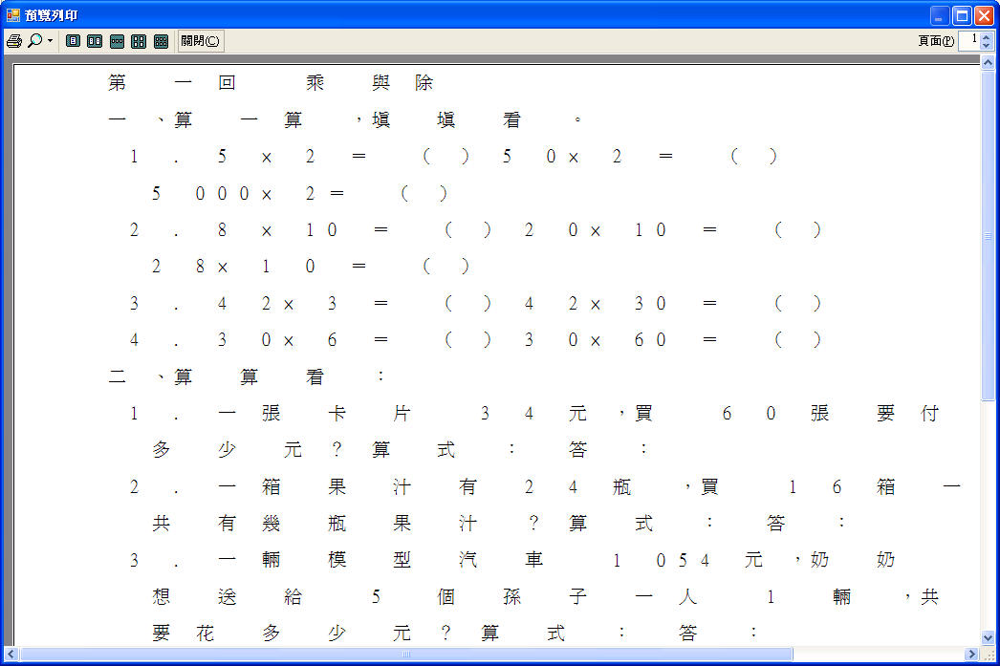 預覽列印
關閉(C) 頁面(P) 1
第一回 乘與除
一、算一算，填填看。
1. 5×2＝( ) 50×2＝( )
5000×2＝( )
2. 8×10＝( ) 20×10＝( )
28×10＝( )
3. 42×3＝( ) 42×30＝( )
4. 30×6＝( ) 30×60＝( )
二、算算看：
1. 一張卡片34元，買60張要付
多少元？算式：答：
2. 一箱果汁有24瓶，買16箱一
共有幾瓶果汁？算式：答：
3. 一輛模型汽車1054元，奶奶
想送給5個孫子一人1輛，共
要花多少元？算式：答：